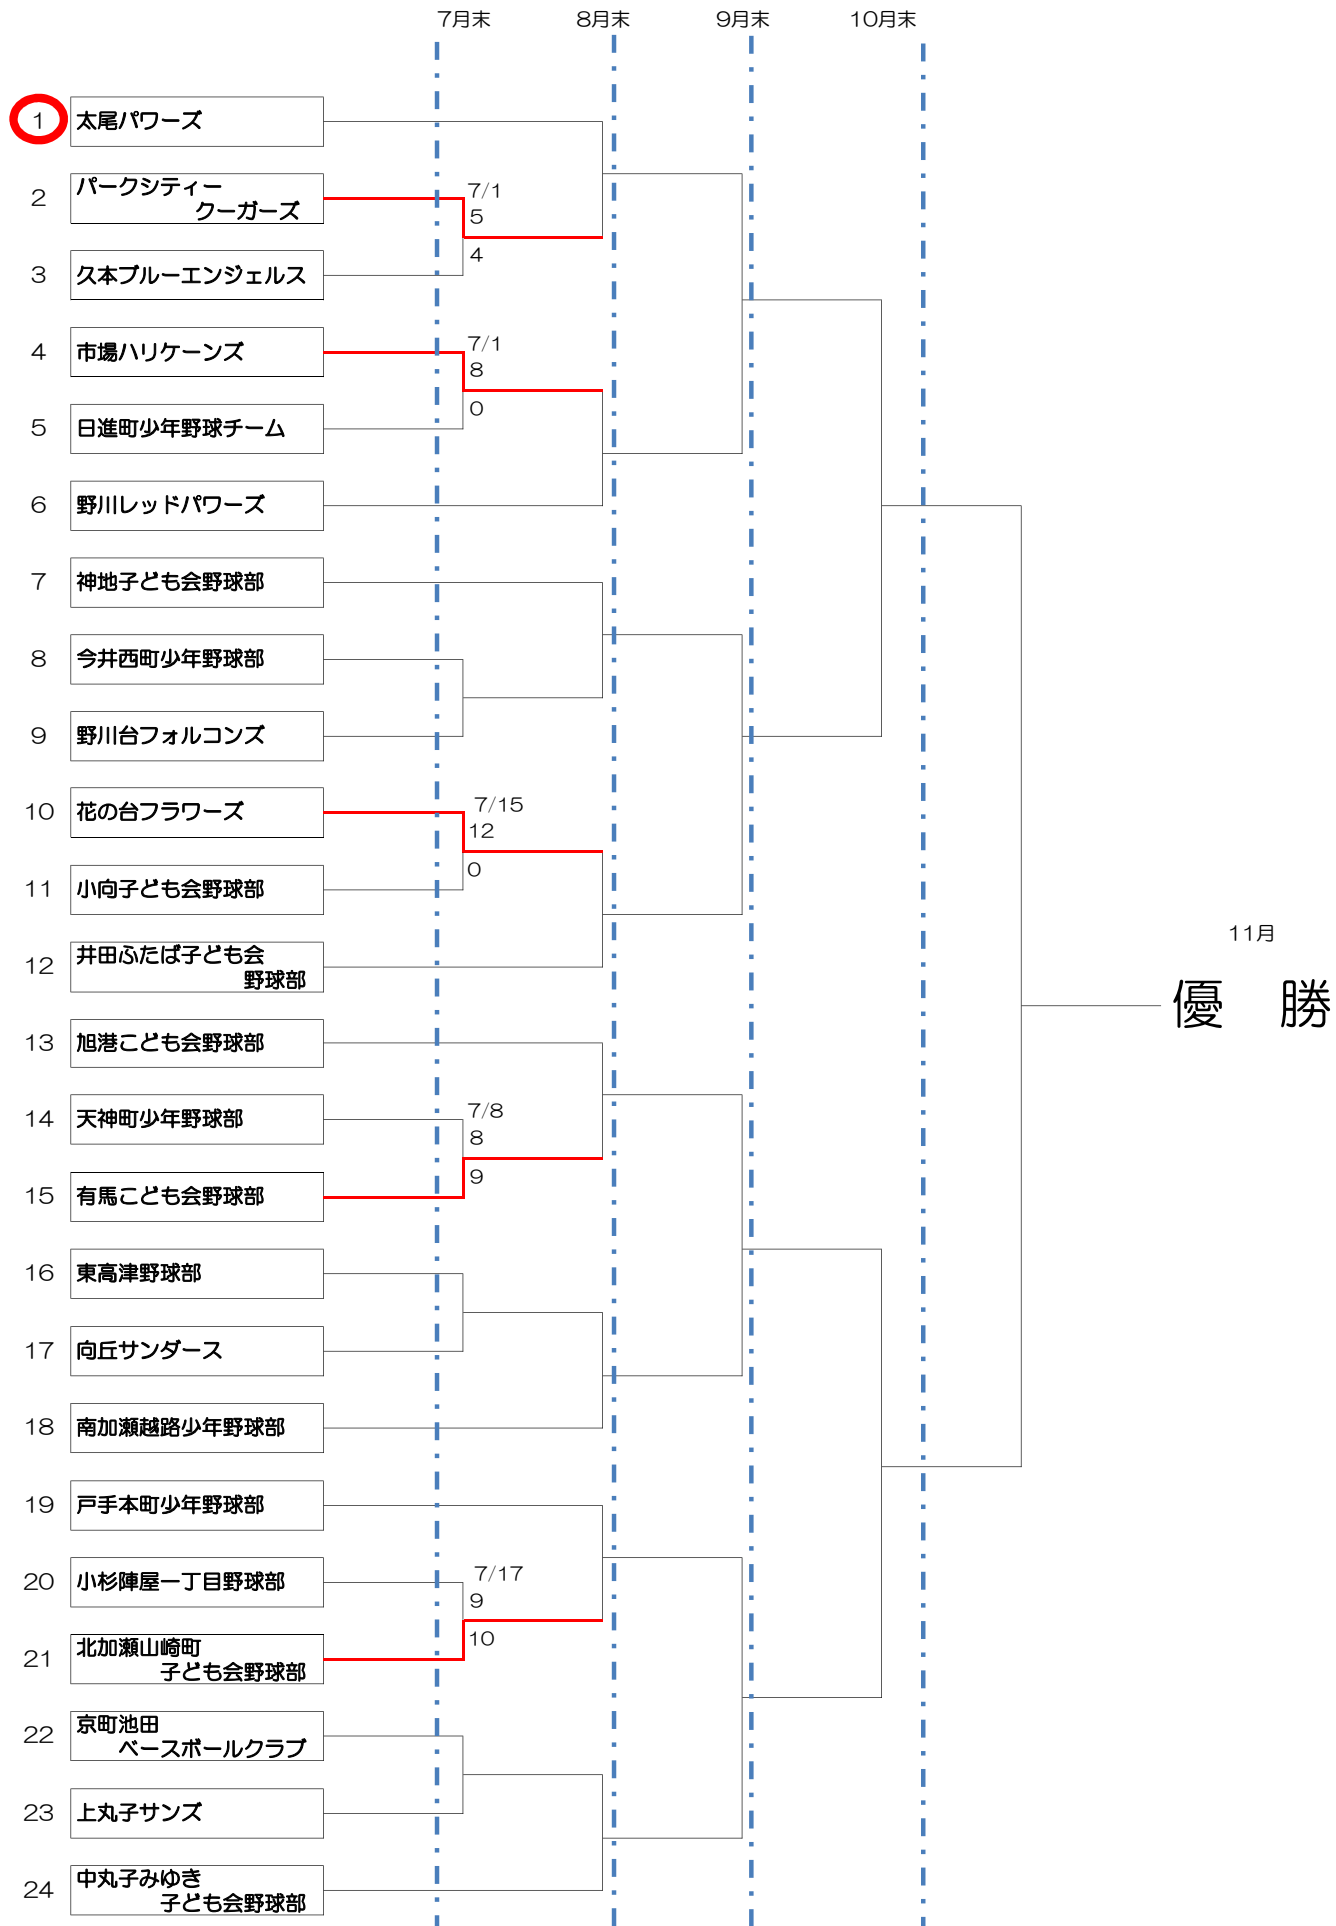 7月末 8月末 9月末 10月末
1 太尾パワーズ
2 パークシティー
クーガーズ
7/1
5
4
3 久本ブルーエンジェルス
4 市場ハリケーンズ
7/1
8
0
5 日進町少年野球チーム
6 野川レッドパワーズ
7 神地子ども会野球部
8 今井西町少年野球部
9 野川台フォルコンズ
10 花の台フラワーズ
7/15
12
0
11 小向子ども会野球部
12 井田ふたば子ども会
野球部
11月
優 勝
13 旭港こども会野球部
14 天神町少年野球部
7/8
8
9
15 有馬こども会野球部
16 東高津野球部
17 向丘サンダース
18 南加瀬越路少年野球部
19 戸手本町少年野球部
20 小杉陣屋一丁目野球部
7/17
9
10
21 北加瀬山崎町
子ども会野球部
22 京町池田
ベースボールクラブ
23 上丸子サンズ
24 中丸子みゆき
子ども会野球部